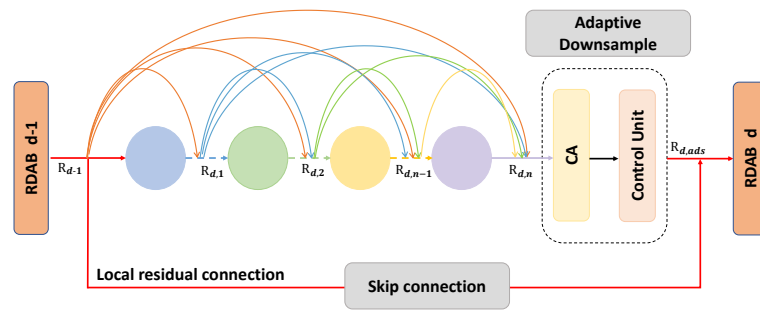 Adaptive
Downsample
RDAB d-1
R_{d-1}
R_{d,1}
R_{d,2}
R_{d,n-1}
R_{d,n}
CA
Control Unit
R_{d,ads}
RDAB d
Local residual connection
Skip connection